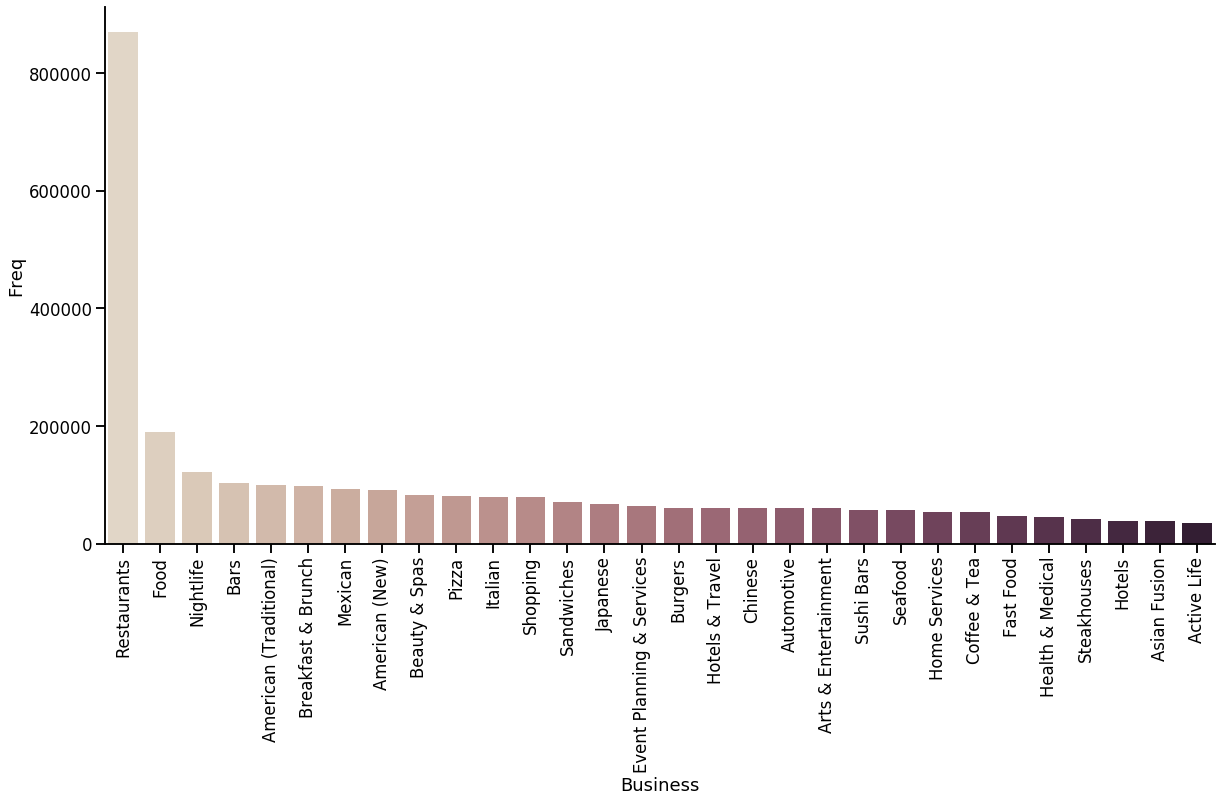 800000
600000
400000
200000
0
Freq
Restaurants
Food
Nightlife
Bars
American (Traditional)
Breakfast & Brunch
Mexican
American (New)
Beauty & Spas
Pizza
Italian
Shopping
Sandwiches
Japanese
Event Planning & Services
Burgers
Hotels & Travel
Chinese
Automotive
Arts & Entertainment
Sushi Bars
Seafood
Home Services
Coffee & Tea
Fast Food
Health & Medical
Steakhouses
Hotels
Asian Fusion
Active Life
Business